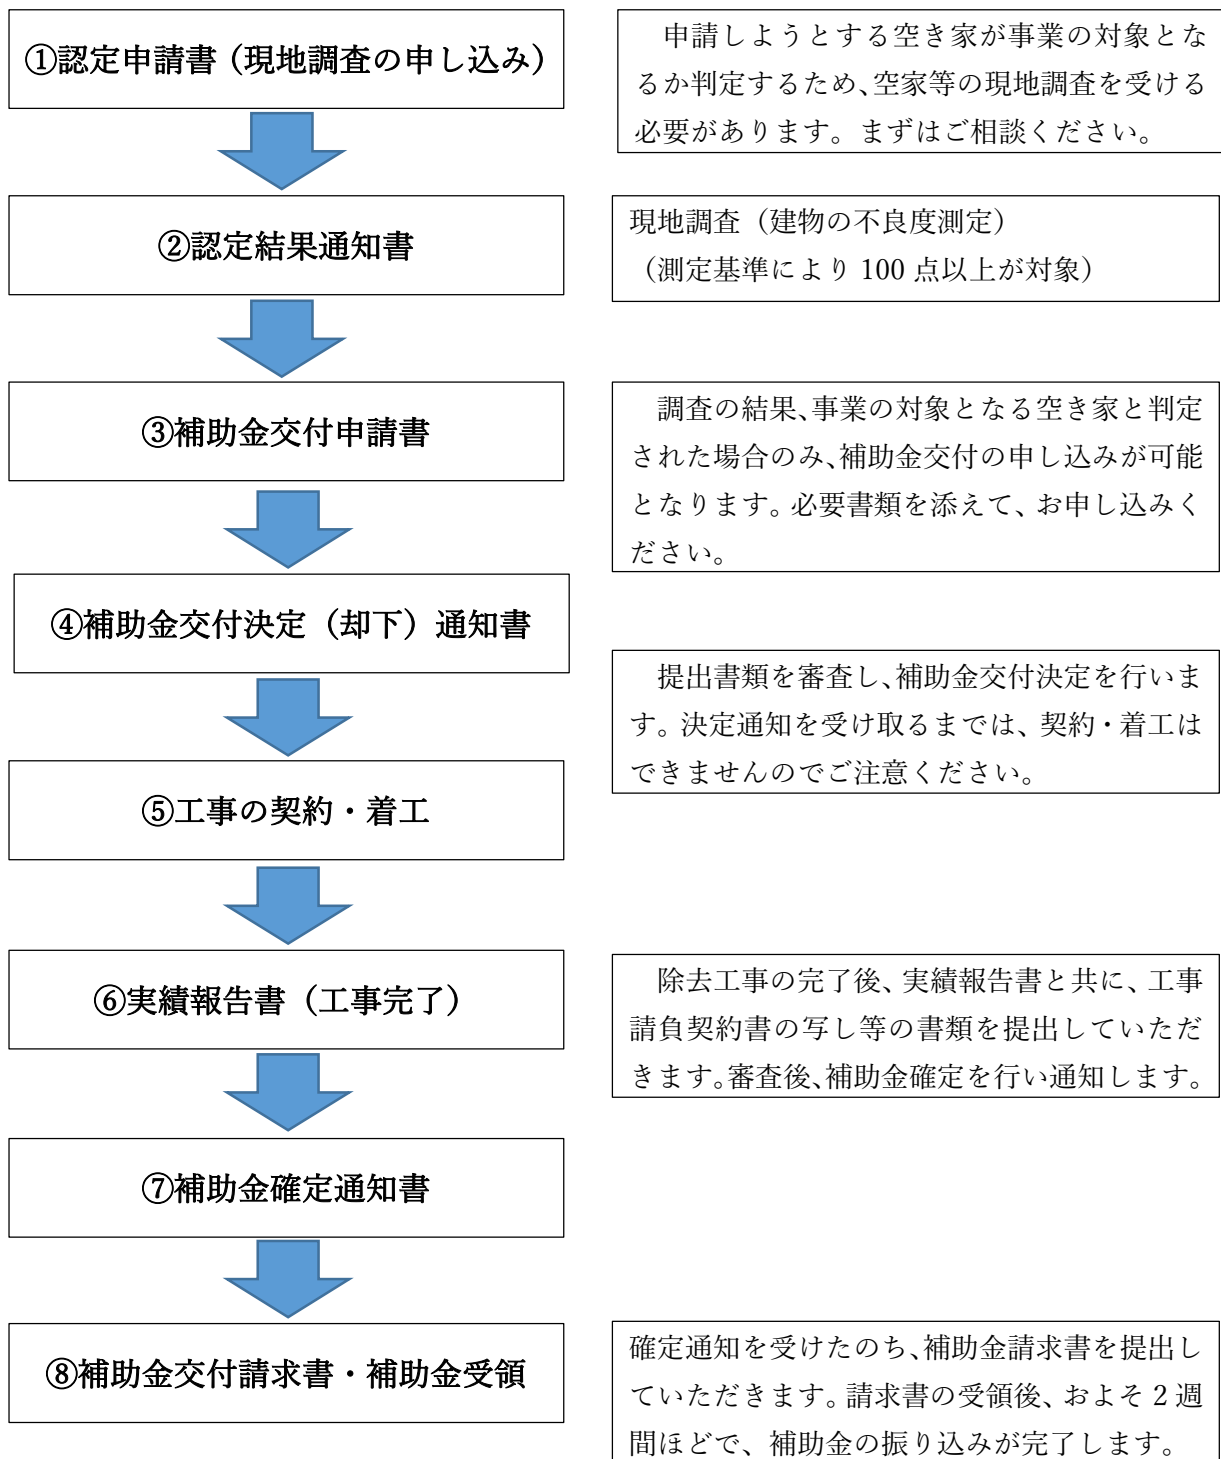 ①認定申請書（現地調査の申し込み）
申請しようとする空き家が事業の対象とな
るか判定するため、空家等の現地調査を受ける
必要があります。まずはご相談ください。
②認定結果通知書
現地調査（建物の不良度測定）
（測定基準により 100 点以上が対象）
③補助金交付申請書
調査の結果、事業の対象となる空き家と判定
された場合のみ、補助金交付の申し込みが可能
となります。必要書類を添えて、お申し込みく
ださい。
④補助金交付決定（却下）通知書
提出書類を審査し、補助金交付決定を行いま
す。決定通知を受け取るまでは、契約・着工は
できませんのでご注意ください。
⑤工事の契約・着工
⑥実績報告書（工事完了）
除去工事の完了後、実績報告書と共に、工事
請負契約書の写し等の書類を提出していただ
きます。審査後、補助金確定を行い通知します。
⑦補助金確定通知書
⑧補助金交付請求書・補助金受領
確定通知を受けたのち、補助金請求書を提出し
ていただきます。請求書の受領後、およそ 2 週
間ほどで、補助金の振り込みが完了します。